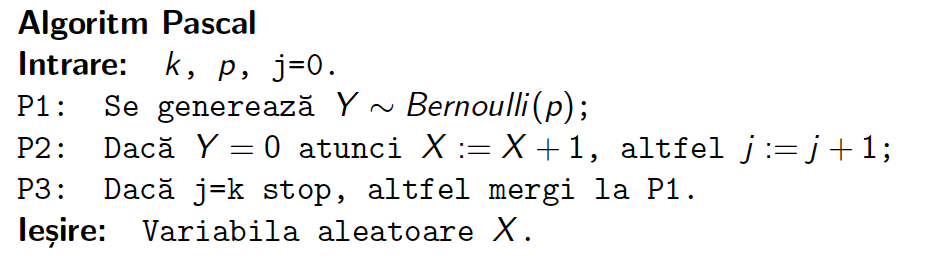 Algoritm Pascal
Intrare: k, p, j=0.
P1: Se generează Y ∼ Bernoulli(p);
P2: Dacă Y = 0 atunci X := X + 1, altfel j := j + 1;
P3: Dacă j=k stop, altfel mergi la P1.
Ieșire: Variabila aleatoare X.